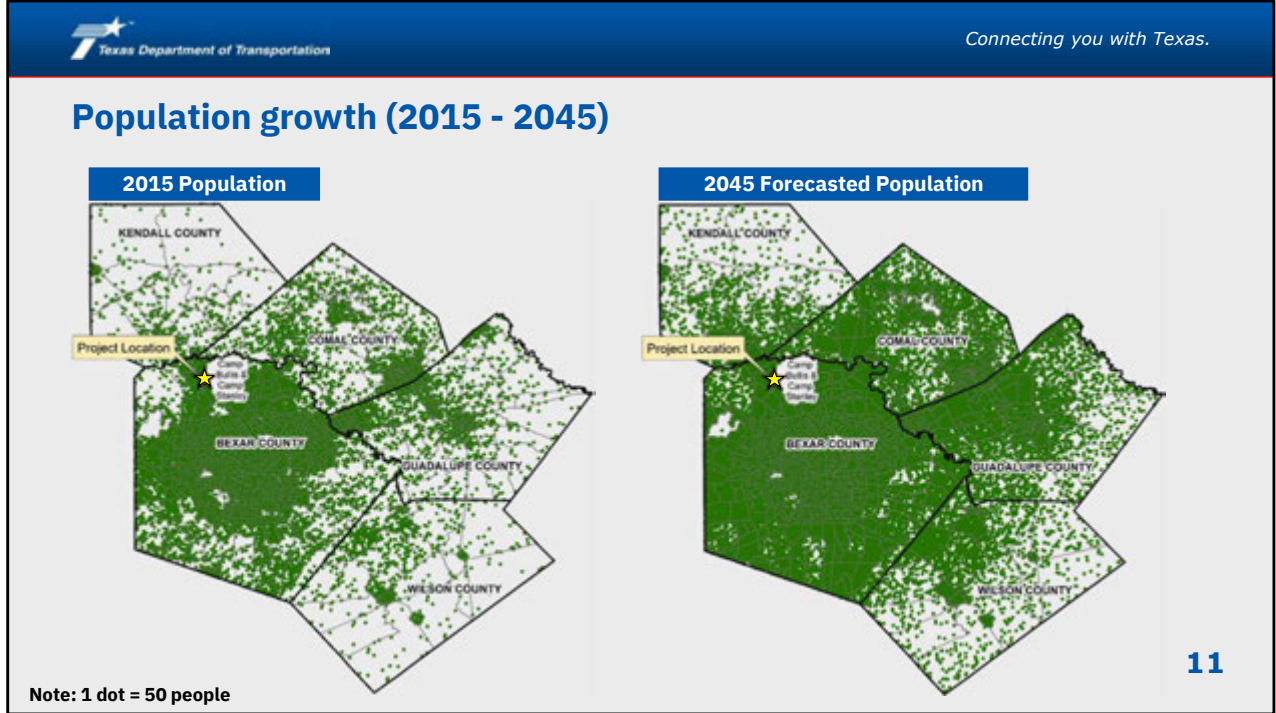 Texas Department of Transportation
Connecting you with Texas.
Population growth (2015 - 2045)
2015 Population
KENDALL COUNTY
COMAL COUNTY
Project Location
Camp
Bullis &
Camp
Stanley
BEXAR COUNTY
GUADALUPE COUNTY
WILSON COUNTY
2045 Forecasted Population
KENDALL COUNTY
COMAL COUNTY
Project Location
Camp
Bullis &
Camp
Stanley
BEXAR COUNTY
GUADALUPE COUNTY
WILSON COUNTY
11
Note: 1 dot = 50 people